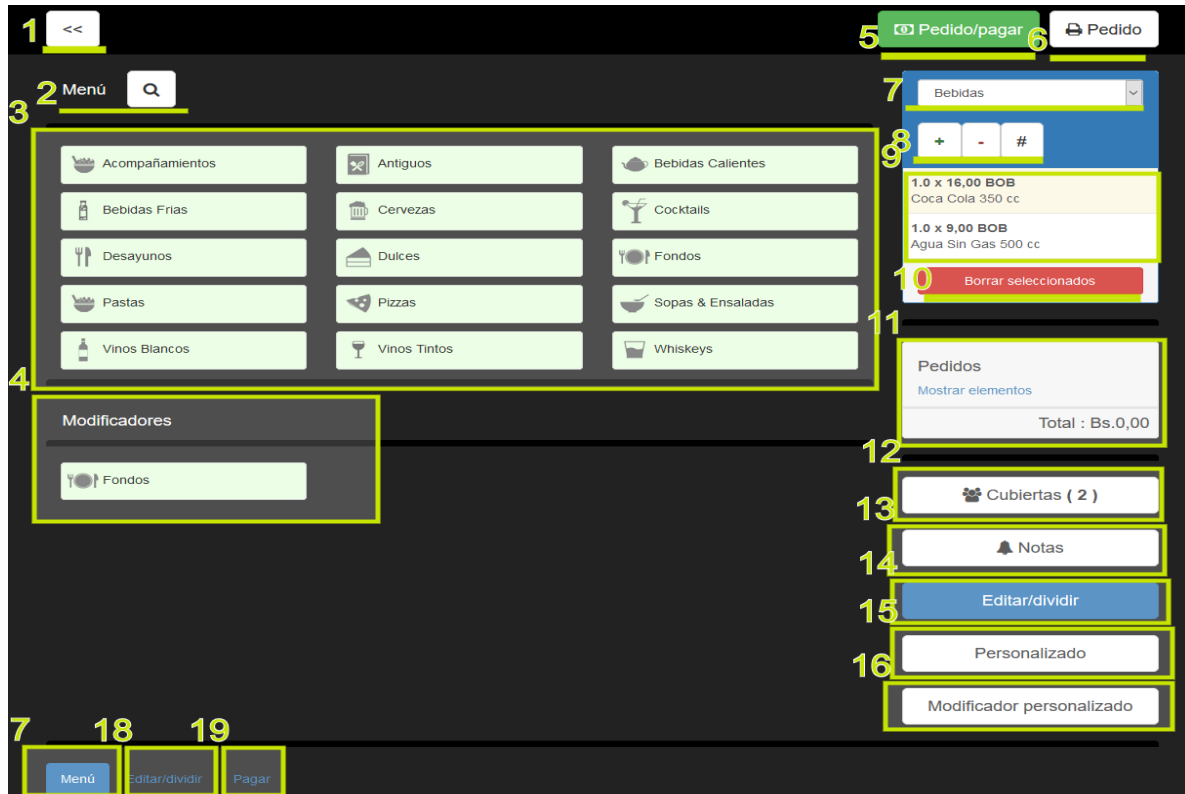 1 << 5 Pedido/pagar 6 Pedido
2 Menú
3
7 Bebidas
8 + - #
9
Acompañamientos Antiguos Bebidas Calientes
1.0 x 16,00 BOB
Coca Cola 350 cc
Bebidas Frias Cervezas Cocktails
1.0 x 9,00 BOB
Agua Sin Gas 500 cc
Desayunos Dulces Fondos
10 Borrar seleccionados
Pastas Pizzas Sopas & Ensaladas
11
Vinos Blancos Vinos Tintos Whiskeys
4
Pedidos
Mostrar elementos
Total : Bs.0,00
Modificadores
12
Fondos
13 Cubiertas ( 2 )
14 Notas
15 Editar/dividir
16 Personalizado
Modificador personalizado
7 18 19
Menú Editar/dividir Pagar